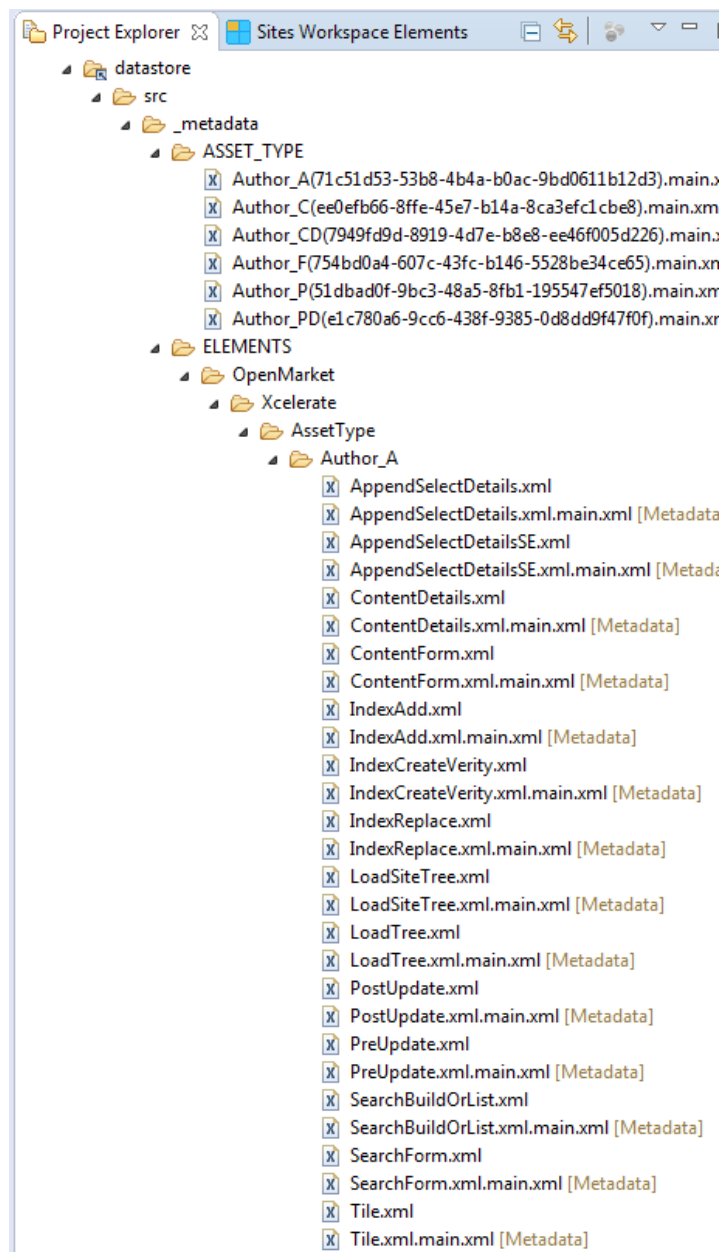 Project Explorer Sites Workspace Elements
datastore
src
_metadata
ASSET_TYPE
Author_A(71c51d53-53b8-4b4a-b0ac-9bd0611b12d3).main.x
Author_C(ee0efb66-8ffe-45e7-b14a-8ca3efc1cbe8).main.xm
Author_CD(7949fd9d-8919-4d7e-b8e8-ee46f005d226).main.x
Author_F(754bd0a4-607c-43fc-b146-5528be34ce65).main.xm
Author_P(51dbad0f-9bc3-48a5-8fb1-195547ef5018).main.xm
Author_PD(e1c780a6-9cc6-438f-9385-0d8dd9f47f0f).main.xm
ELEMENTS
OpenMarket
Xcelerate
AssetType
Author_A
AppendSelectDetails.xml
AppendSelectDetails.xml.main.xml [Metadata
AppendSelectDetailsSE.xml
AppendSelectDetailsSE.xml.main.xml [Metada
ContentDetails.xml
ContentDetails.xml.main.xml [Metadata]
ContentForm.xml
ContentForm.xml.main.xml [Metadata]
IndexAdd.xml
IndexAdd.xml.main.xml [Metadata]
IndexCreateVerity.xml
IndexCreateVerity.xml.main.xml [Metadata]
IndexReplace.xml
IndexReplace.xml.main.xml [Metadata]
LoadSiteTree.xml
LoadSiteTree.xml.main.xml [Metadata]
LoadTree.xml
LoadTree.xml.main.xml [Metadata]
PostUpdate.xml
PostUpdate.xml.main.xml [Metadata]
PreUpdate.xml
PreUpdate.xml.main.xml [Metadata]
SearchBuildOrList.xml
SearchBuildOrList.xml.main.xml [Metadata]
SearchForm.xml
SearchForm.xml.main.xml [Metadata]
Tile.xml
Tile.xml.main.xml [Metadata]